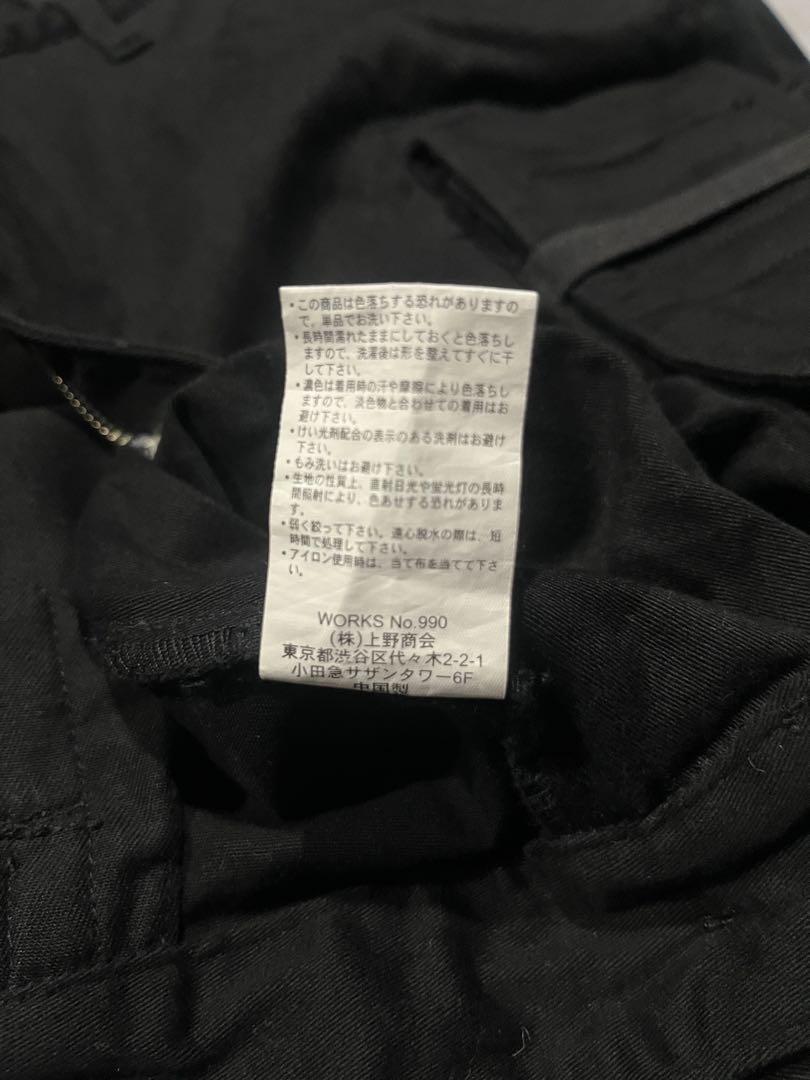 ・この商品は色落ちする恐れがありますの
で、単品でお洗い下さい。
・長時間濡れたままにしておくと色落ちし
ますので、洗濯後は形を整えてすぐに干
して下さい。
・濃色は着用時の汗や摩擦により色落ちし
ますので、淡色物と合わせての着用はお
避け下さい。
・けい光剤配合の表示のある洗剤はお避け
下さい。
・もみ洗いはお避け下さい。
・生地の性質上、直射日光や蛍光灯の長時
間照射により、色あせする恐れがありま
す。
・弱く絞って下さい。遠心脱水の際は、短
時間で処理して下さい。
・アイロン使用時は、当て布を当てて下さ
い。
WORKS No.990
(株)上野商会
東京都渋谷区代々木2-2-1
小田急サザンタワー6F
中国製